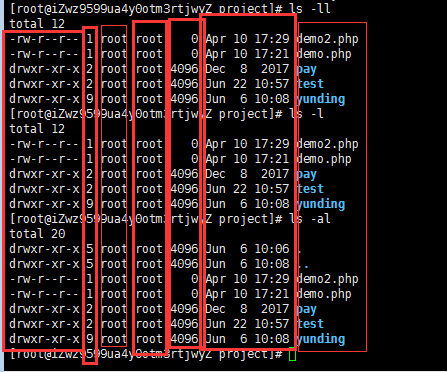 [root@iZwz9599ua4y0otm3rtjwyZ project]# ls -ll
total 12
-rw-r--r-- 1 root root 0 Apr 10 17:29 demo2.php
-rw-r--r-- 1 root root 0 Apr 10 17:21 demo.php
drwxr-xr-x 2 root root 4096 Dec 8 2017 pay
drwxr-xr-x 2 root root 4096 Jun 22 10:57 test
drwxr-xr-x 9 root root 4096 Jun 6 10:08 yunding
[root@iZwz9599ua4y0otm3rtjwyZ project]# ls -l
total 12
-rw-r--r-- 1 root root 0 Apr 10 17:29 demo2.php
-rw-r--r-- 1 root root 0 Apr 10 17:21 demo.php
drwxr-xr-x 2 root root 4096 Dec 8 2017 pay
drwxr-xr-x 2 root root 4096 Jun 22 10:57 test
drwxr-xr-x 9 root root 4096 Jun 6 10:08 yunding
[root@iZwz9599ua4y0otm3rtjwyZ project]# ls -al
total 20
drwxr-xr-x 5 root root 4096 Jun 6 10:06 .
drwxr-xr-x 5 root root 4096 Jun 6 10:08 ..
-rw-r--r-- 1 root root 0 Apr 10 17:29 demo2.php
-rw-r--r-- 1 root root 0 Apr 10 17:21 demo.php
drwxr-xr-x 2 root root 4096 Dec 8 2017 pay
drwxr-xr-x 2 root root 4096 Jun 22 10:57 test
drwxr-xr-x 9 root root 4096 Jun 6 10:08 yunding
[root@iZwz9599ua4y0otm3rtjwyZ project]#